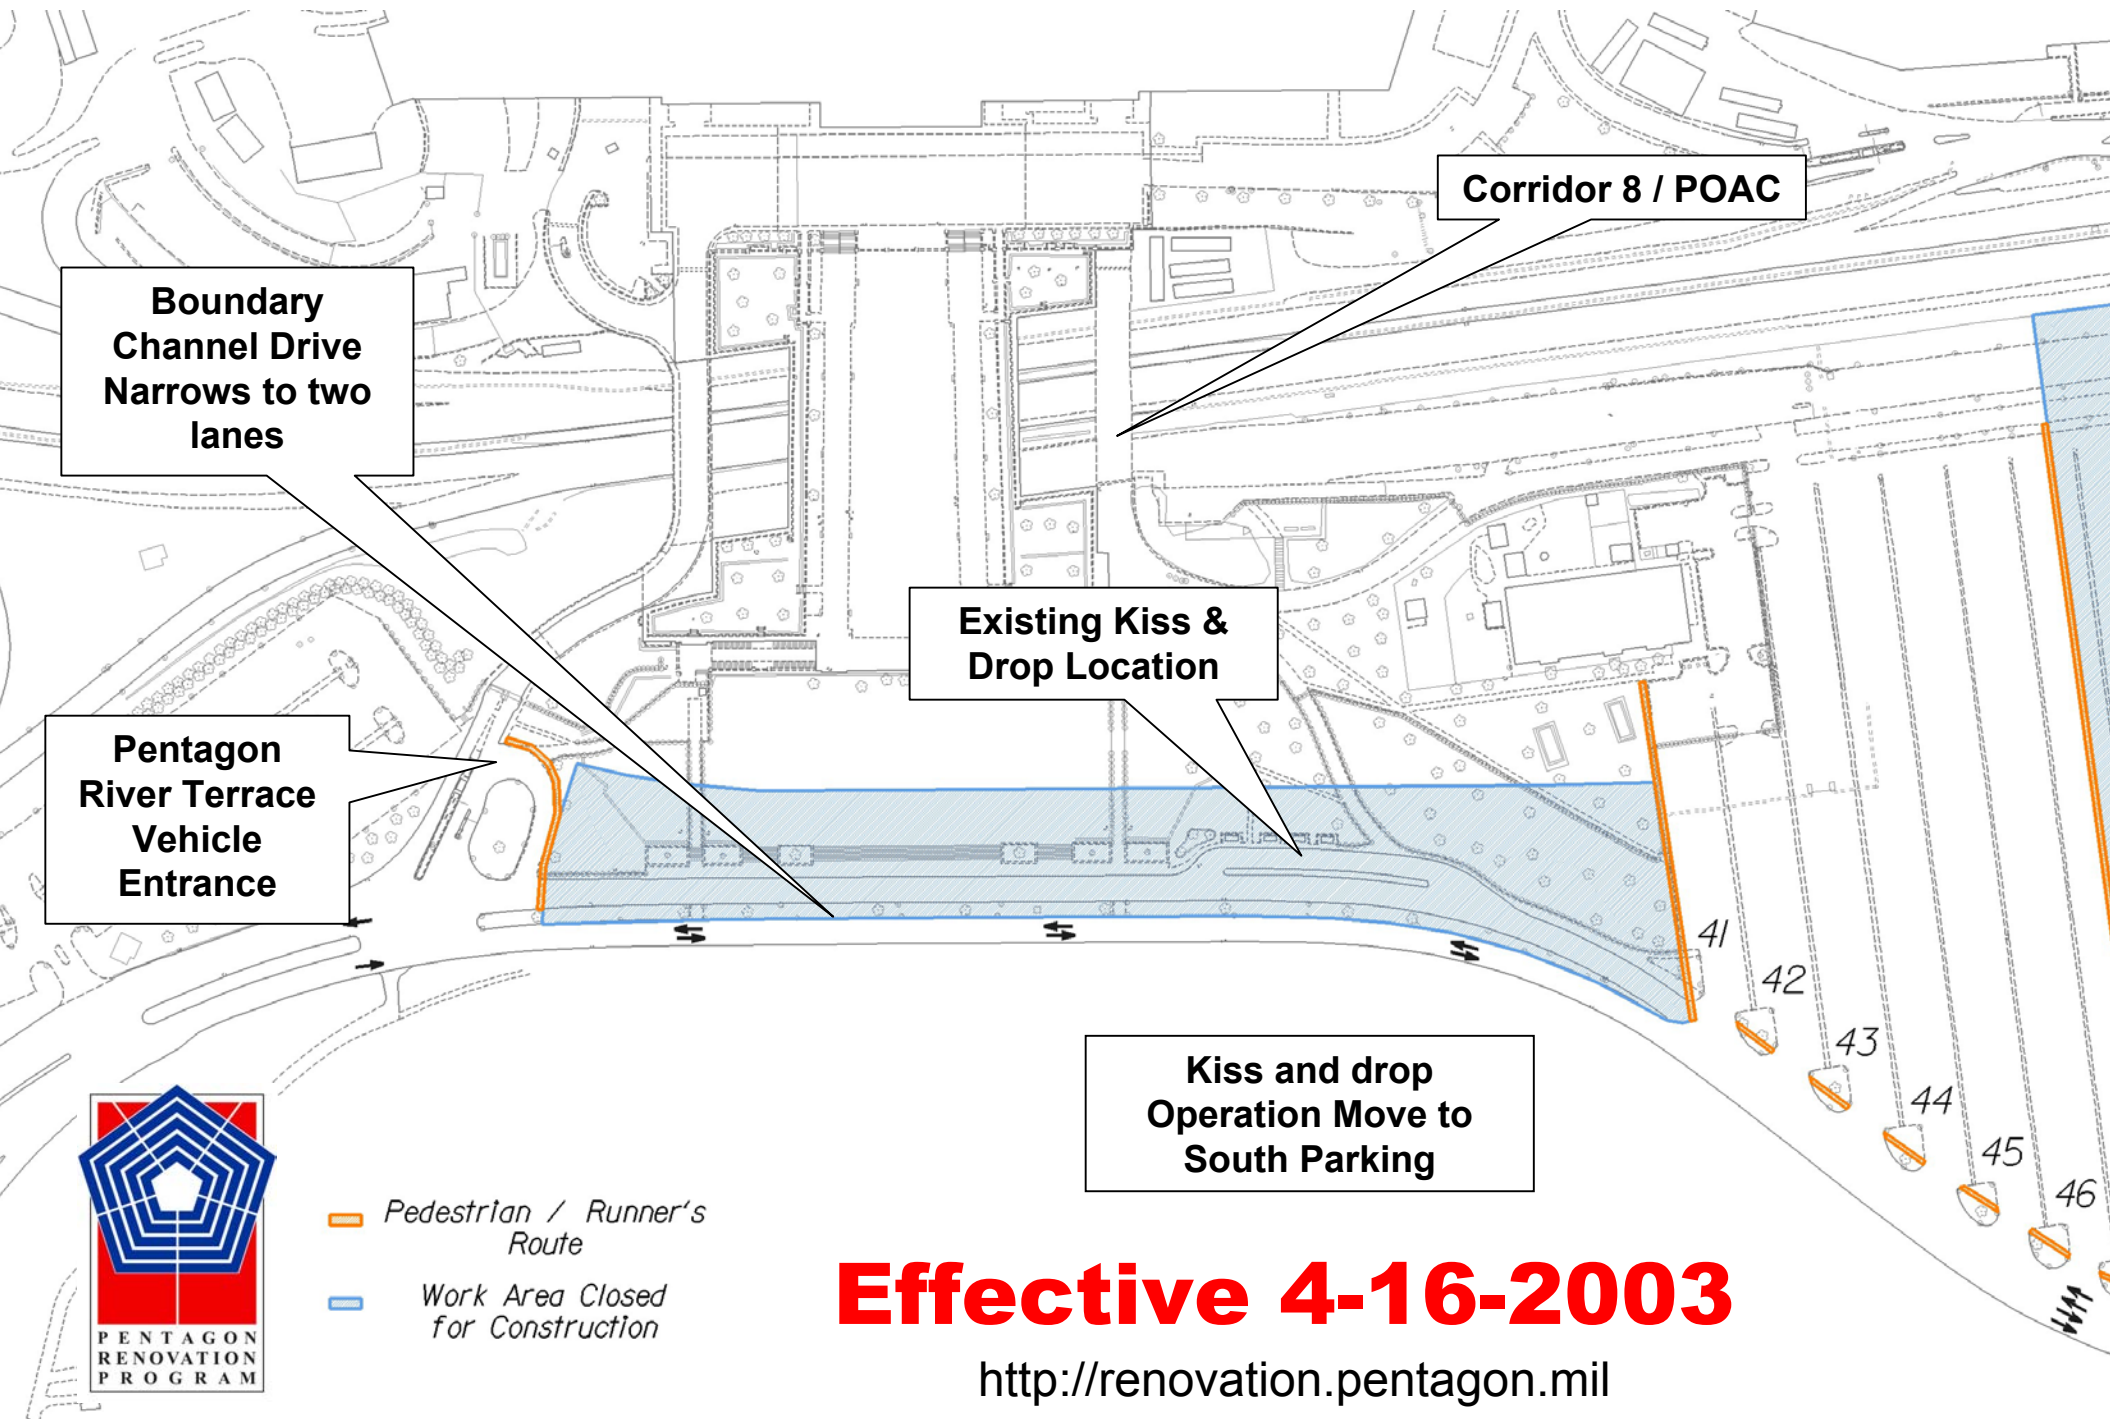 Corridor 8 / POAC
Boundary
Channel Drive
Narrows to two
lanes
Existing Kiss &
Drop Location
Pentagon
River Terrace
Vehicle
Entrance
41
42
43
44
45
46
Kiss and drop
Operation Move to
South Parking
Pedestrian / Runner's
Route
Work Area Closed
for Construction
PENTAGON
RENOVATION
PROGRAM
Effective 4-16-2003
http://renovation.pentagon.mil